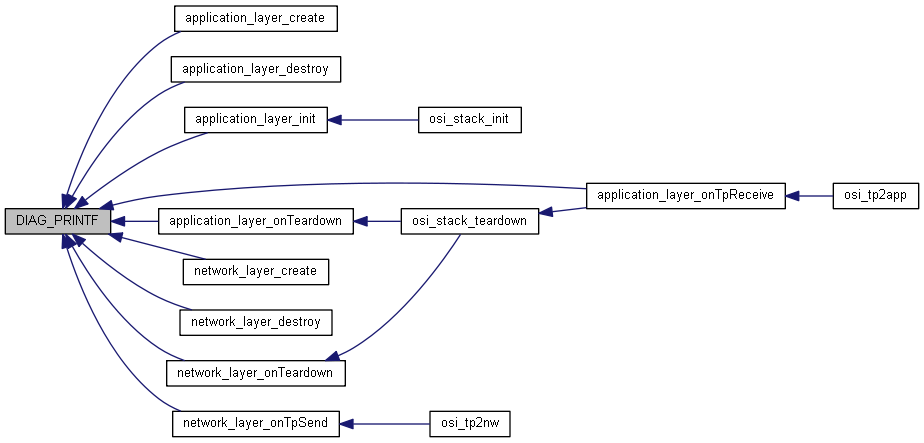 application_layer_create
application_layer_destroy
application_layer_init
osi_stack_init
application_layer_onTpReceive
osi_tp2app
DIAG_PRINTF
application_layer_onTeardown
osi_stack_teardown
network_layer_create
network_layer_destroy
network_layer_onTeardown
network_layer_onTpSend
osi_tp2nw